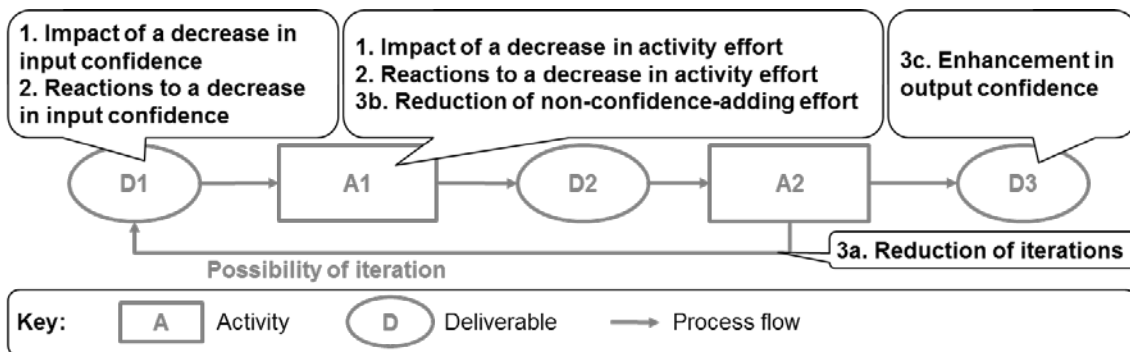 1. Impact of a decrease in
input confidence
2. Reactions to a decrease
in input confidence
1. Impact of a decrease in activity effort
2. Reactions to a decrease in activity effort
3b. Reduction of non-confidence-adding effort
3c. Enhancement in
output confidence
D1
A1
D2
A2
D3
3a. Reduction of iterations
Possibility of iteration
Key:
A
Activity
D
Deliverable
Process flow